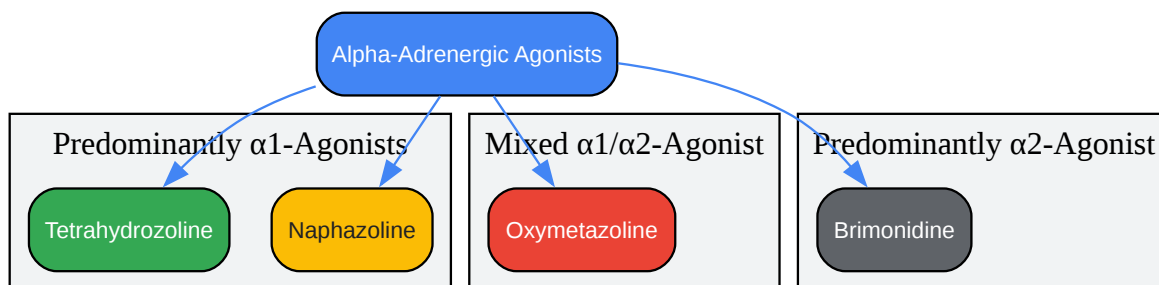 Alpha-Adrenergic Agonists
Predominantly α1-Agonists
Mixed α1/α2-Agonist
Predominantly α2-Agonist
Tetrahydrozoline
Naphazoline
Oxymetazoline
Brimonidine